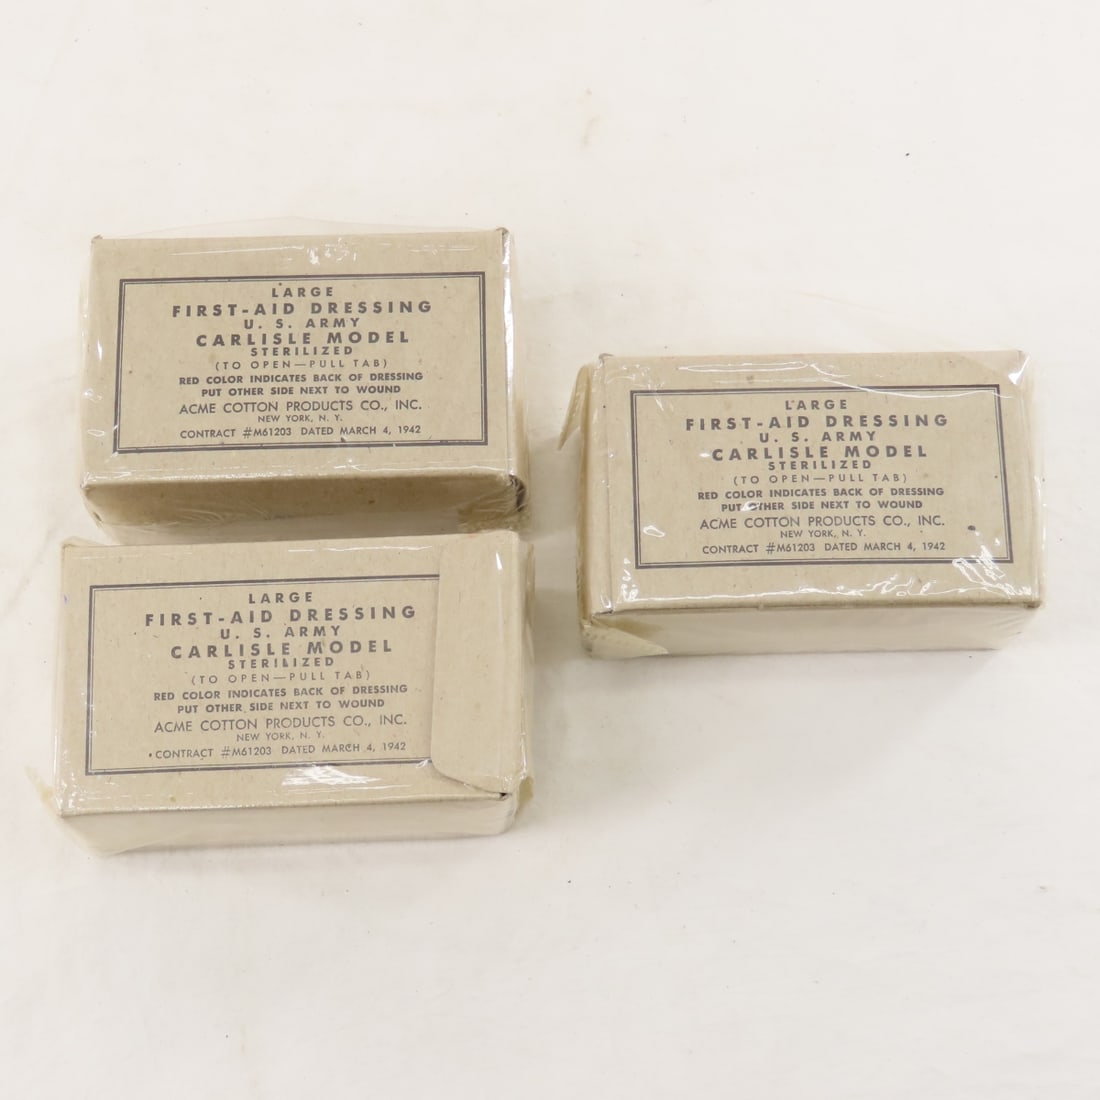 LARGE
FIRST-AID DRESSING
U. S. ARMY
CARLISLE MODEL
STERILIZED
(TO OPEN—PULL TAB)
RED COLOR INDICATES BACK OF DRESSING
PUT OTHER SIDE NEXT TO WOUND
ACME COTTON PRODUCTS CO., INC.
NEW YORK, N. Y.
CONTRACT #M61203 DATED MARCH 4, 1942
LARGE
FIRST-AID DRESSING
U. S. ARMY
CARLISLE MODEL
STERILIZED
(TO OPEN—PULL TAB)
RED COLOR INDICATES BACK OF DRESSING
PUT OTHER SIDE NEXT TO WOUND
ACME COTTON PRODUCTS CO., INC.
NEW YORK, N. Y.
CONTRACT #M61203 DATED MARCH 4, 1942
LARGE
FIRST-AID DRESSING
U. S. ARMY
CARLISLE MODEL
STERILIZED
(TO OPEN—PULL TAB)
RED COLOR INDICATES BACK OF DRESSING
PUT OTHER SIDE NEXT TO WOUND
ACME COTTON PRODUCTS CO., INC.
NEW YORK, N. Y.
CONTRACT #M61203 DATED MARCH 4, 1942